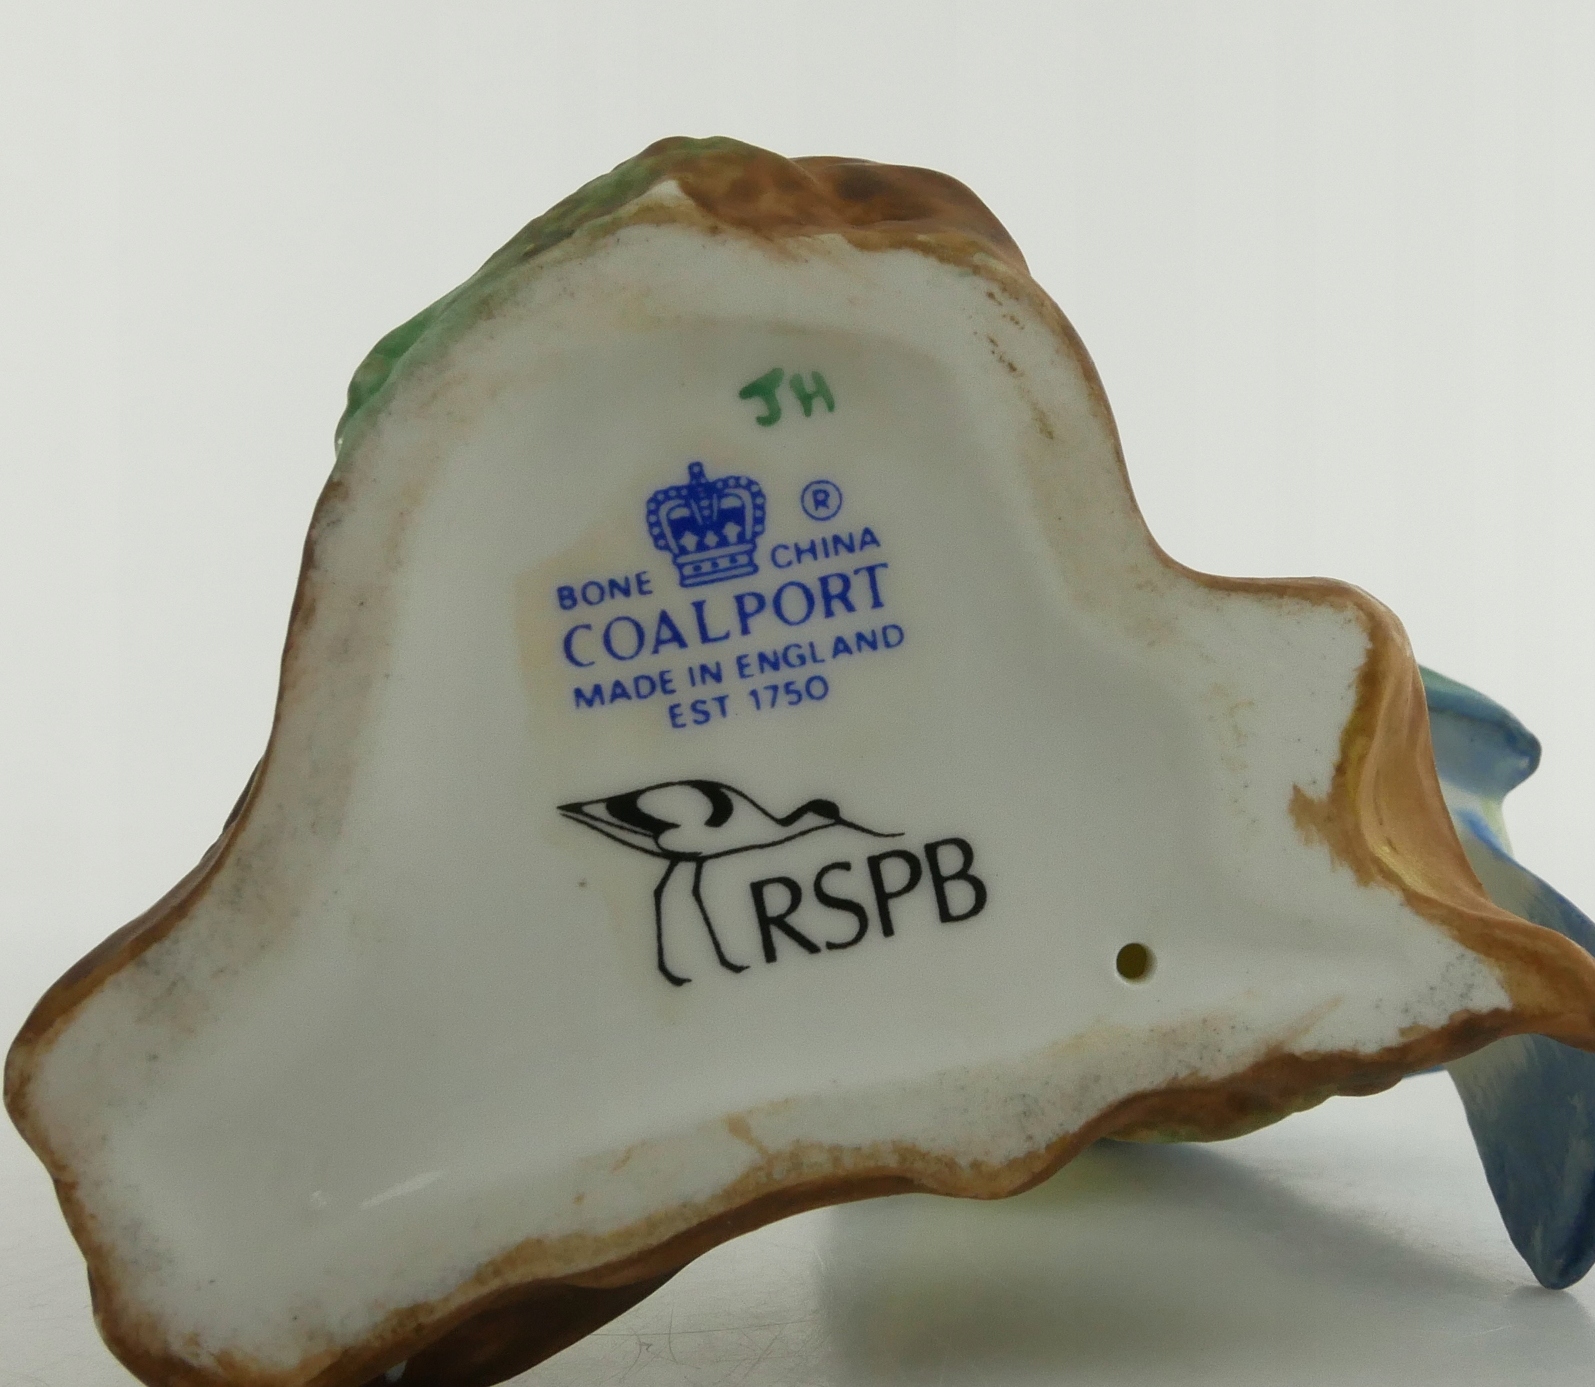 JH
®
BONE CHINA
COALPORT
MADE IN ENGLAND
EST. 1750
RSPB